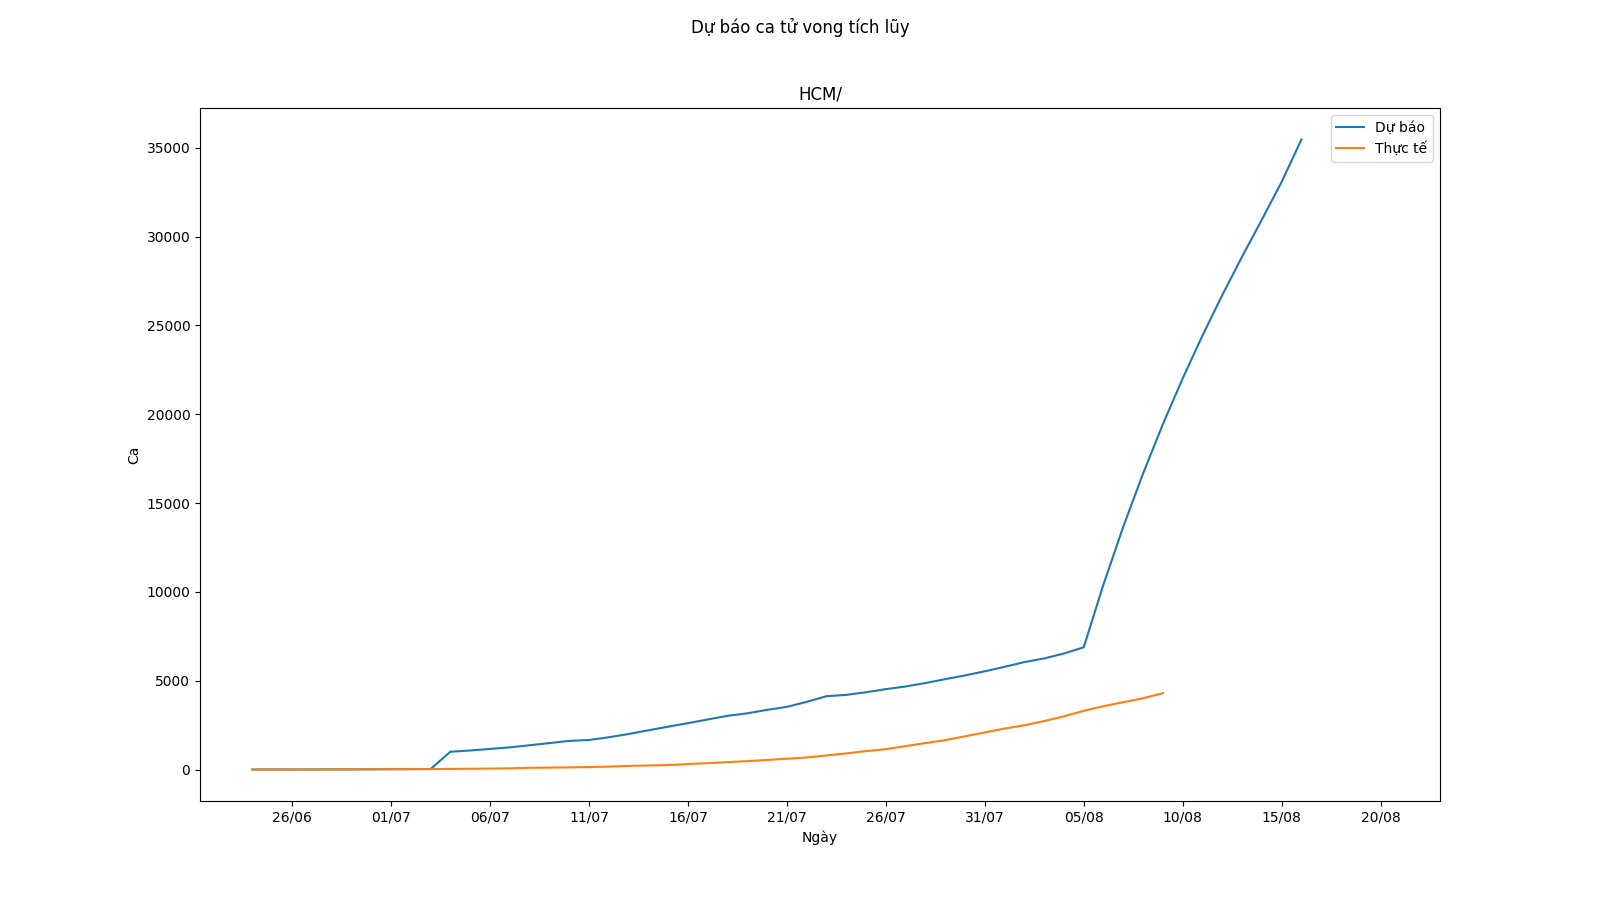 Dự báo ca tử vong tích lũy
HCM/
Dự báo
Thực tế
35000
30000
25000
20000
15000
10000
5000
0
Ca
26/06 01/07 06/07 11/07 16/07 21/07 26/07 31/07 05/08 10/08 15/08 20/08
Ngày